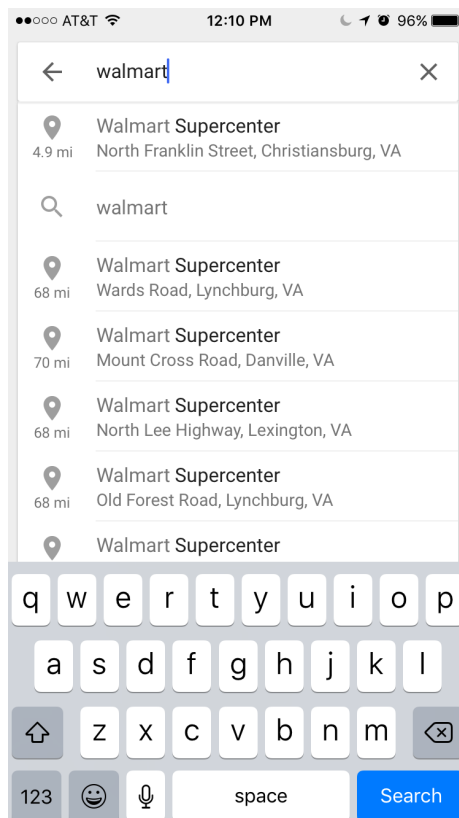 AT&T 12:10 PM 96%
walmart
Walmart Supercenter
4.9 mi North Franklin Street, Christiansburg, VA
walmart
Walmart Supercenter
68 mi Wards Road, Lynchburg, VA
Walmart Supercenter
70 mi Mount Cross Road, Danville, VA
Walmart Supercenter
68 mi North Lee Highway, Lexington, VA
Walmart Supercenter
68 mi Old Forest Road, Lynchburg, VA
Walmart Supercenter
q w e r t y u i o p
a s d f g h j k l
z x c v b n m
123 space Search